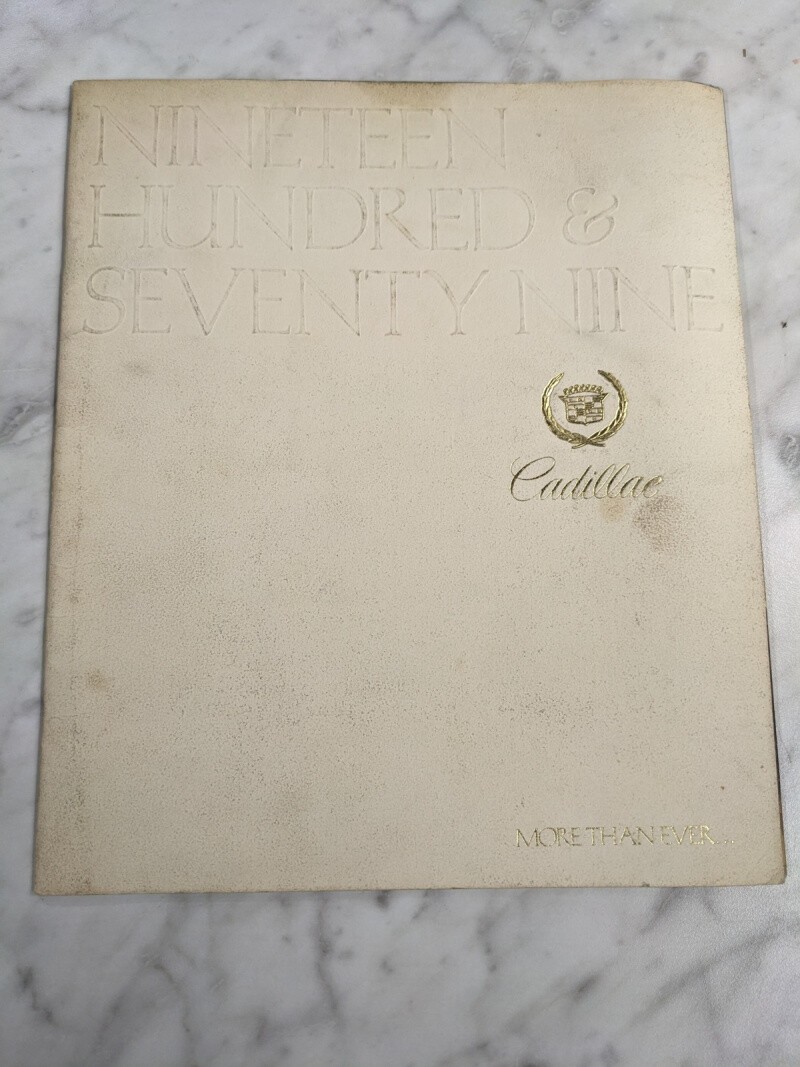 NINETEEN
HUNDRED &
SEVENTY NINE
Cadillac
MORE THAN EVER...